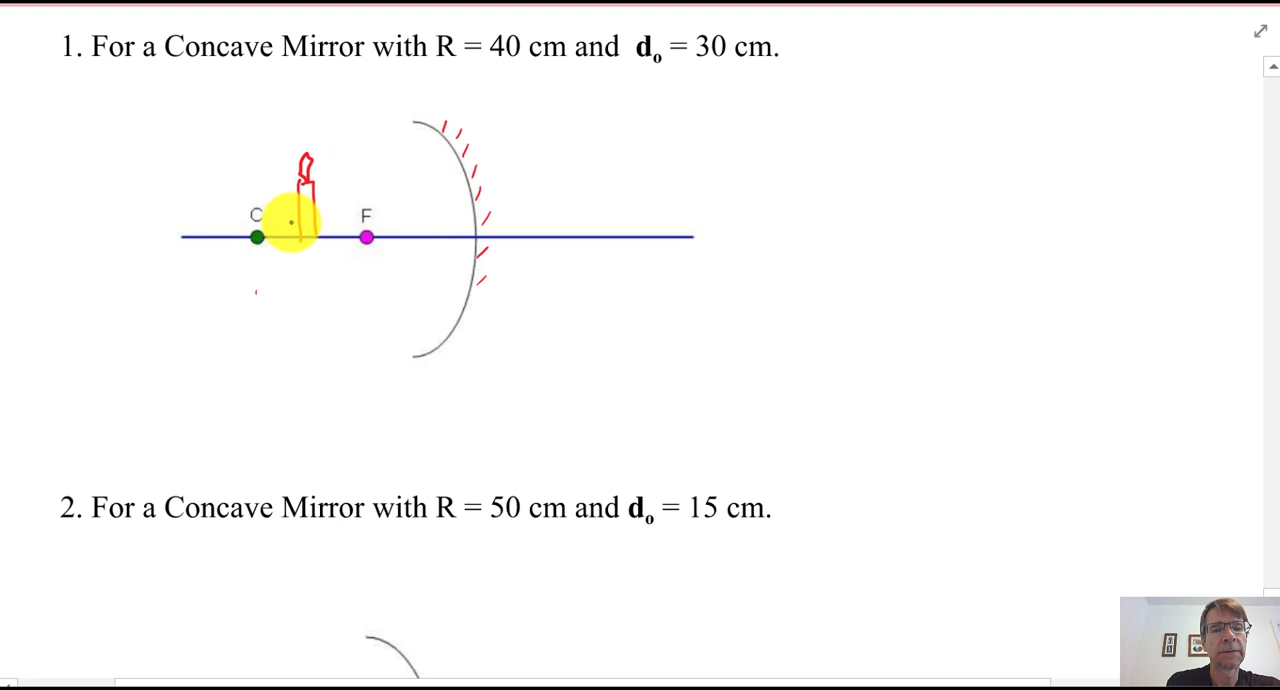 1. For a Concave Mirror with R = 40 cm and dₒ = 30 cm.
C
F
2. For a Concave Mirror with R = 50 cm and dₒ = 15 cm.